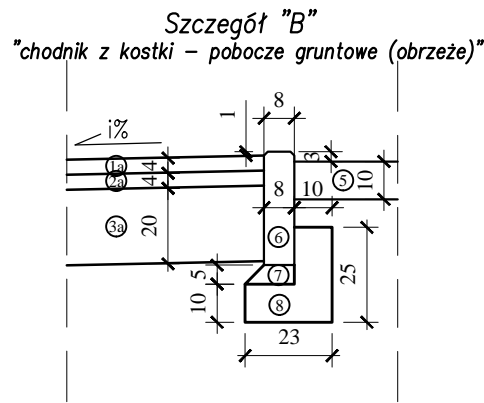 Szczegół "B"
"chodnik z kostki – pobocze gruntowe (obrzeże)"
1
8
i%
1a
4
3
2a
4
8
10
5
10
3a
20
6
5
7
25
10
8
23